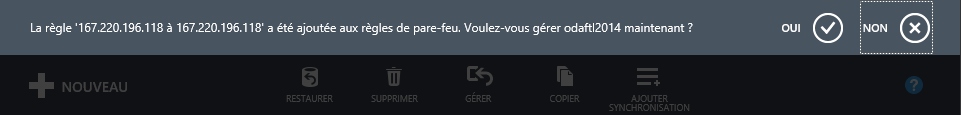 La règle '167.220.196.118 à 167.220.196.118' a été ajoutée aux règles de pare-feu. Voulez-vous gérer odaftl2014 maintenant ? OUI NON
NOUVEAU RESTAURER SUPPRIMER GÉRER COPIER AJOUTER ?
SYNCHRONISATION